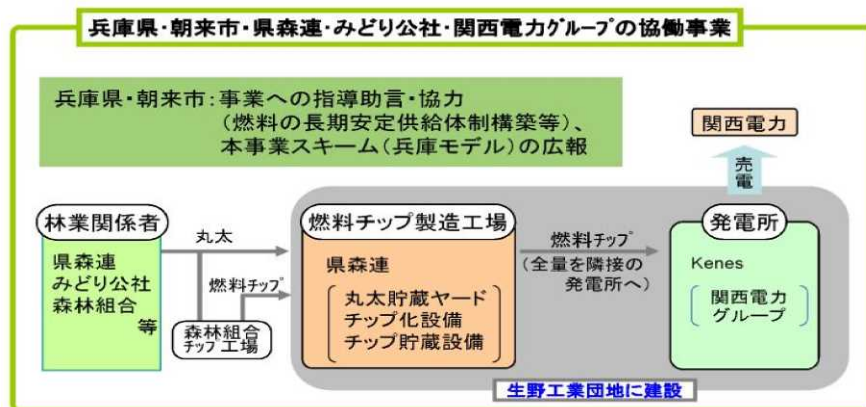 兵庫県・朝来市・県森連・みどり公社・関西電力グループの協働事業
兵庫県・朝来市：事業への指導助言・協力
（燃料の長期安定供給体制構築等）、
本事業スキーム（兵庫モデル）の広報
関西電力
売電
林業関係者
県森連
みどり公社
森林組合
等
丸太
燃料チップ
森林組合
チップ工場
燃料チップ製造工場
県森連
丸太貯蔵ヤード
チップ化設備
チップ貯蔵設備
燃料チップ
（全量を隣接の
発電所へ）
発電所
Kenes
関西電力
グループ
生野工業団地に建設